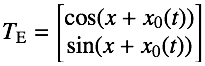 T_E = [cos(x + x_0(t))
sin(x + x_0(t))]